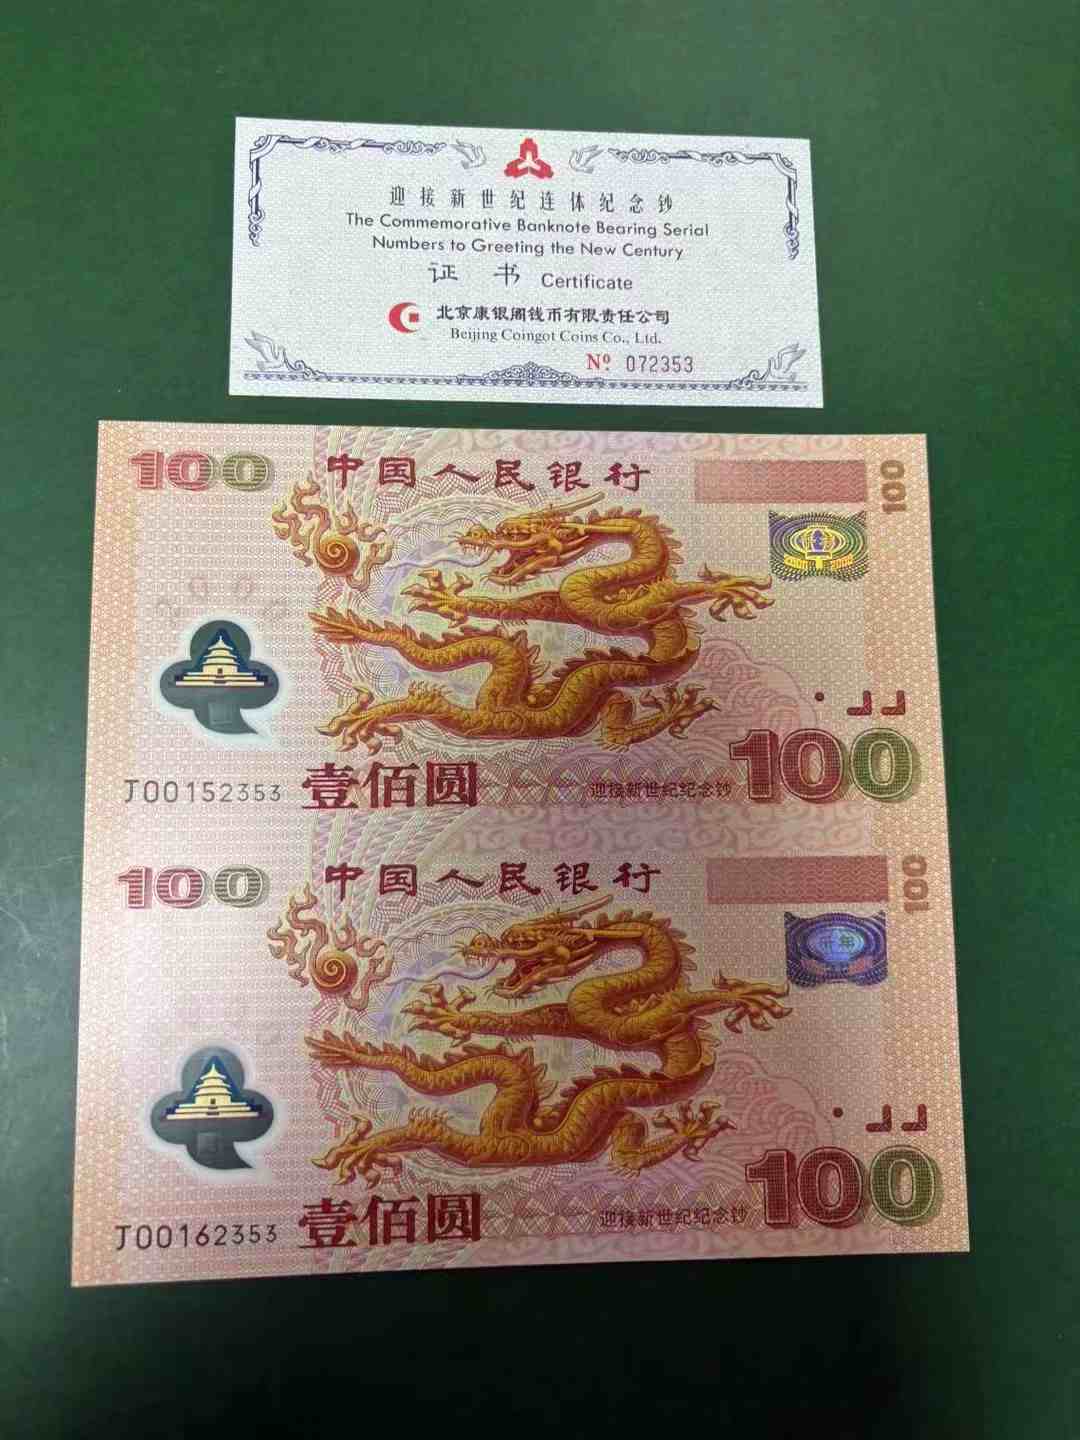 迎接新世纪连体纪念钞
The Commemorative Banknote Bearing Serial
Numbers to Greeting the New Century
证 书 Certificate
北京康银阁钱币有限责任公司
Beijing Coingot Coins Co., Ltd.
Nº 072353
100 中国人民银行 100
J00152353 壹佰圆 迎接新世纪纪念钞 100
100 中国人民银行 100
千年
J00162353 壹佰圆 迎接新世纪纪念钞 100